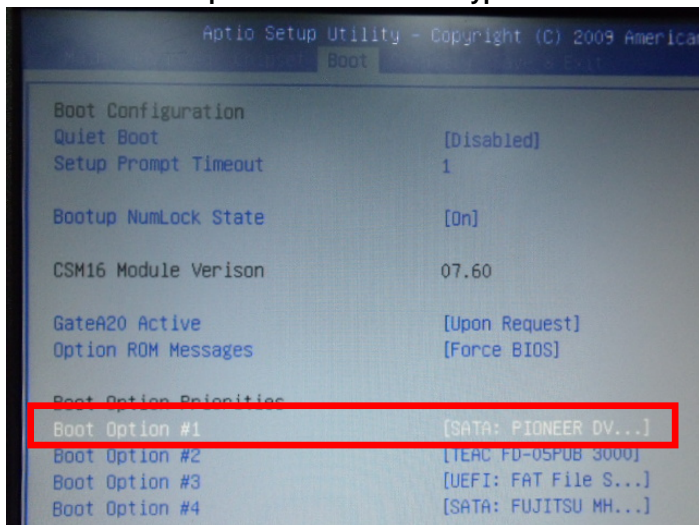 Aptio Setup Utility - Copyright (C) 2009 America
Boot
Boot Configuration
Quiet Boot [Disabled]
Setup Prompt Timeout 1
Bootup NumLock State [On]
CSM16 Module Verison 07.60
GateA20 Active [Upon Request]
Option ROM Messages [Force BIOS]
Boot Option Priorities
Boot Option #1 [SATA: PIONEER DV...]
Boot Option #2 [TEAC FD-05PUB 3000]
Boot Option #3 [UEFI: FAT File S...]
Boot Option #4 [SATA: FUJITSU MH...]